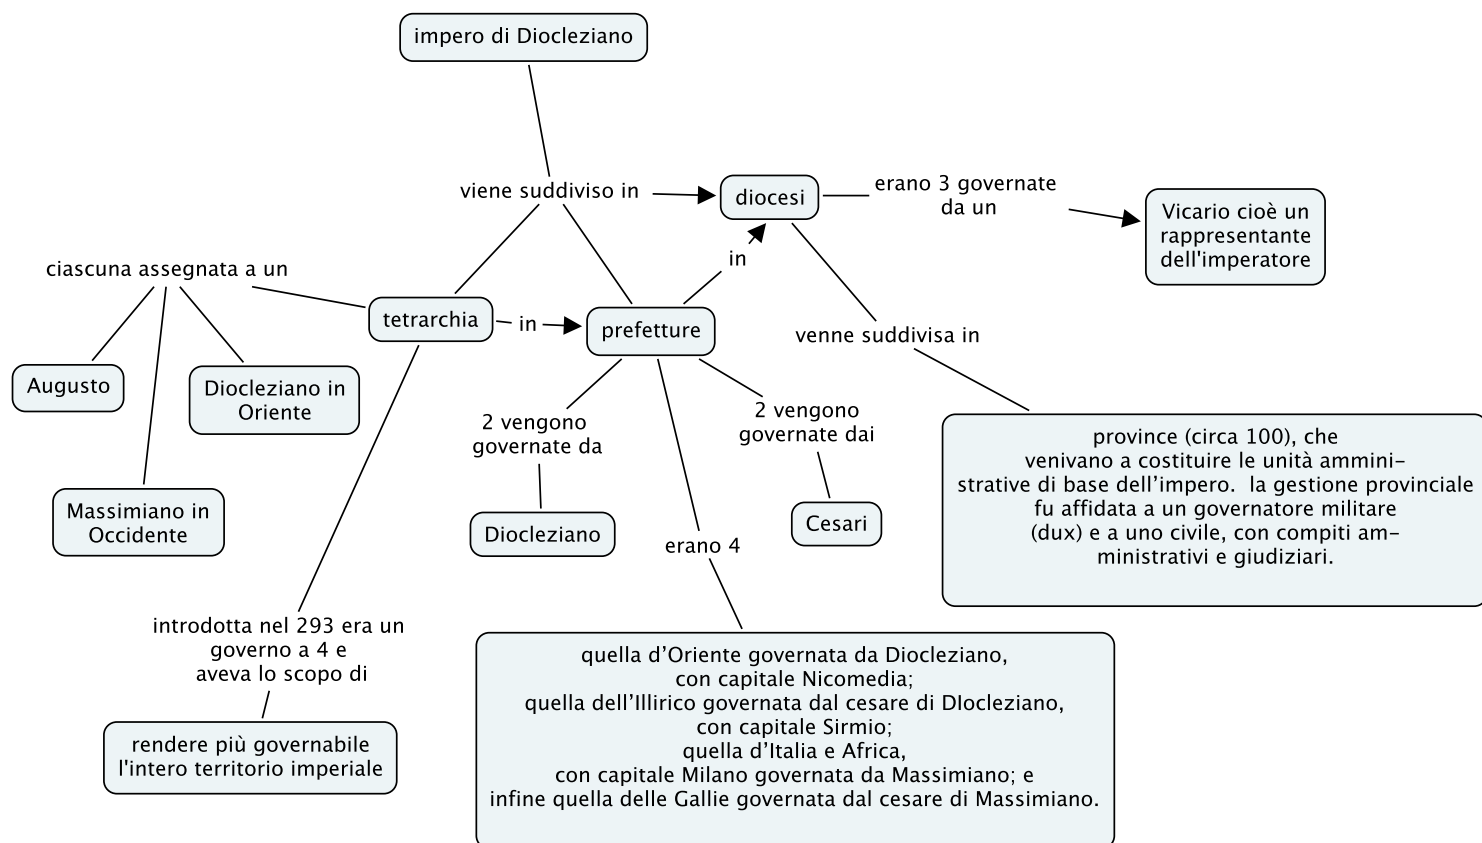 impero di Diocleziano
viene suddiviso in
diocesi
erano 3 governate
da un
Vicario cioè un
rappresentante
dell'imperatore
ciascuna assegnata a un
in
tetrarchia
in
prefetture
venne suddivisa in
Augusto
Diocleziano in
Oriente
2 vengono
governate da
2 vengono
governate dai
province (circa 100), che
venivano a costituire le unità ammini-
strative di base dell’impero.  la gestione provinciale
fu affidata a un governatore militare
(dux) e a uno civile, con compiti am-
ministrativi e giudiziari.
Massimiano in
Occidente
Diocleziano
Cesari
erano 4
introdotta nel 293 era un
governo a 4 e
aveva lo scopo di
quella d’Oriente governata da Diocleziano,
con capitale Nicomedia;
quella dell’Illirico governata dal cesare di DIocleziano,
con capitale Sirmio;
quella d’Italia e Africa,
con capitale Milano governata da Massimiano; e
infine quella delle Gallie governata dal cesare di Massimiano.
rendere più governabile
l'intero territorio imperiale